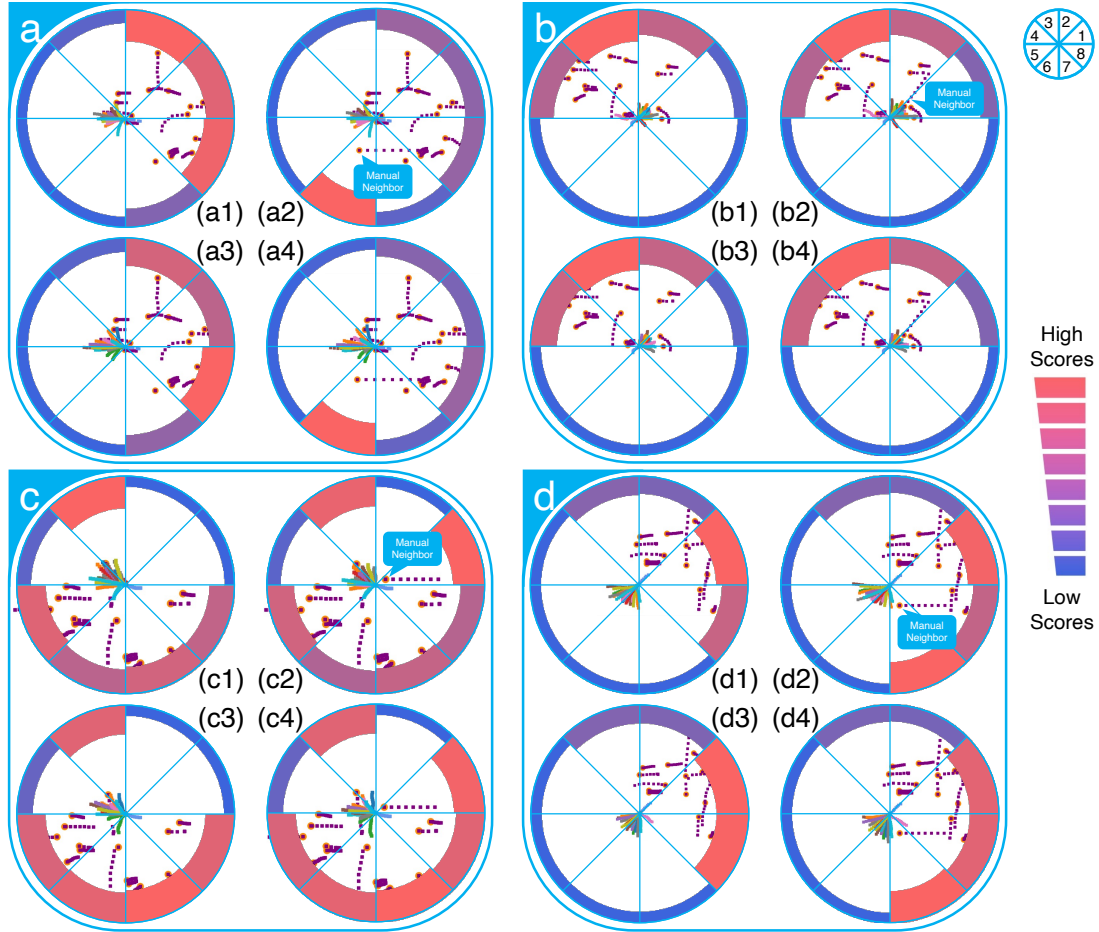 a
b
3 2
4 1
5 8
6 7
Manual
Neighbor
Manual
Neighbor
(a1) (a2)
(a3) (a4)
(b1) (b2)
(b3) (b4)
High
Scores
Low
Scores
c
d
Manual
Neighbor
Manual
Neighbor
(c1) (c2)
(c3) (c4)
(d1) (d2)
(d3) (d4)